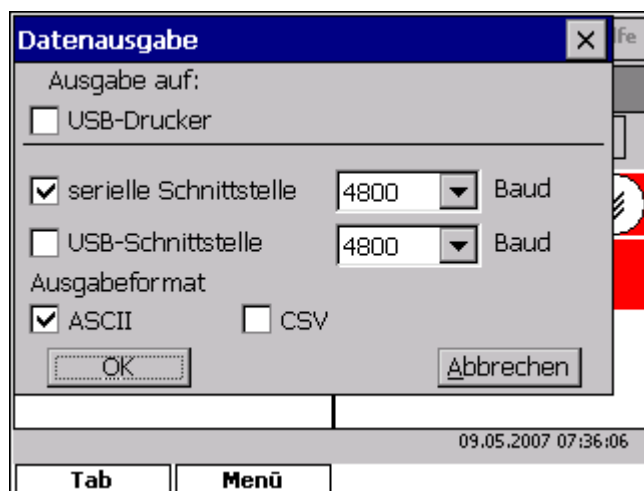 Datenausgabe
lfe
Ausgabe auf:
USB-Drucker
serielle Schnittstelle 4800 Baud
USB-Schnittstelle 4800 Baud
Ausgabeformat
ASCII CSV
OK Abbrechen
09.05.2007 07:36:06
Tab Menü